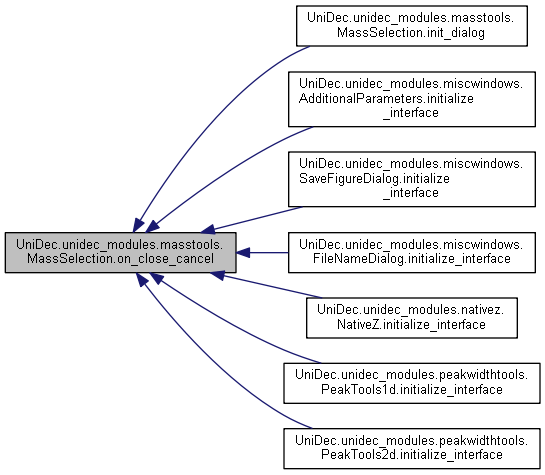 UniDec.unidec_modules.masstools.
MassSelection.init_dialog
UniDec.unidec_modules.miscwindows.
AdditionalParameters.initialize
_interface
UniDec.unidec_modules.miscwindows.
SaveFigureDialog.initialize
_interface
UniDec.unidec_modules.masstools.
MassSelection.on_close_cancel
UniDec.unidec_modules.miscwindows.
FileNameDialog.initialize_interface
UniDec.unidec_modules.nativez.
NativeZ.initialize_interface
UniDec.unidec_modules.peakwidthtools.
PeakTools1d.initialize_interface
UniDec.unidec_modules.peakwidthtools.
PeakTools2d.initialize_interface